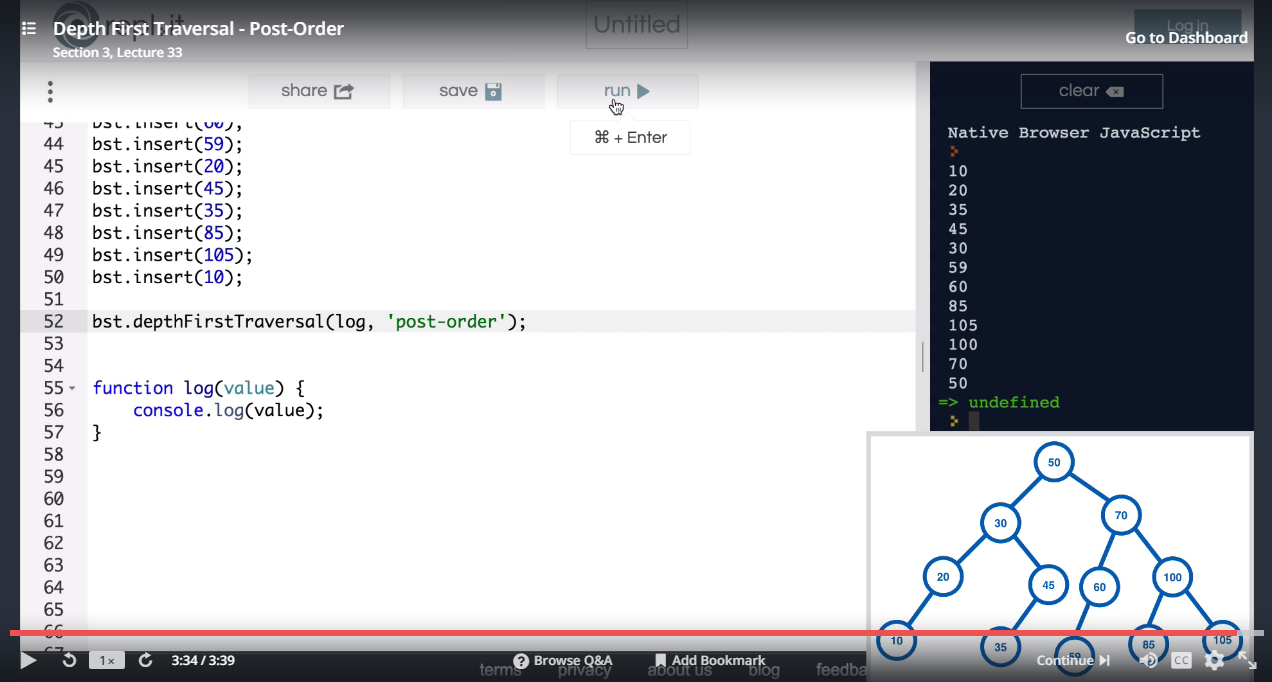 Depth First Traversal - Post-Order
Section 3, Lecture 33
Untitled
Log in
Go to Dashboard
share
save
run
clear
⌘ + Enter
44 bst.insert(59);
45 bst.insert(20);
46 bst.insert(45);
47 bst.insert(35);
48 bst.insert(85);
49 bst.insert(105);
50 bst.insert(10);
51
52 bst.depthFirstTraversal(log, 'post-order');
53
54
55 function log(value) {
56 console.log(value);
57 }
58
59
60
61
62
63
64
65
66
Native Browser JavaScript
10
20
35
45
30
59
60
85
105
100
70
50
=> undefined
50
30
70
20
45
60
100
10
35
59
85
105
1×
3:34 / 3:39
Browse Q&A
Add Bookmark
Continue
CC
terms
privacy
about us
blog